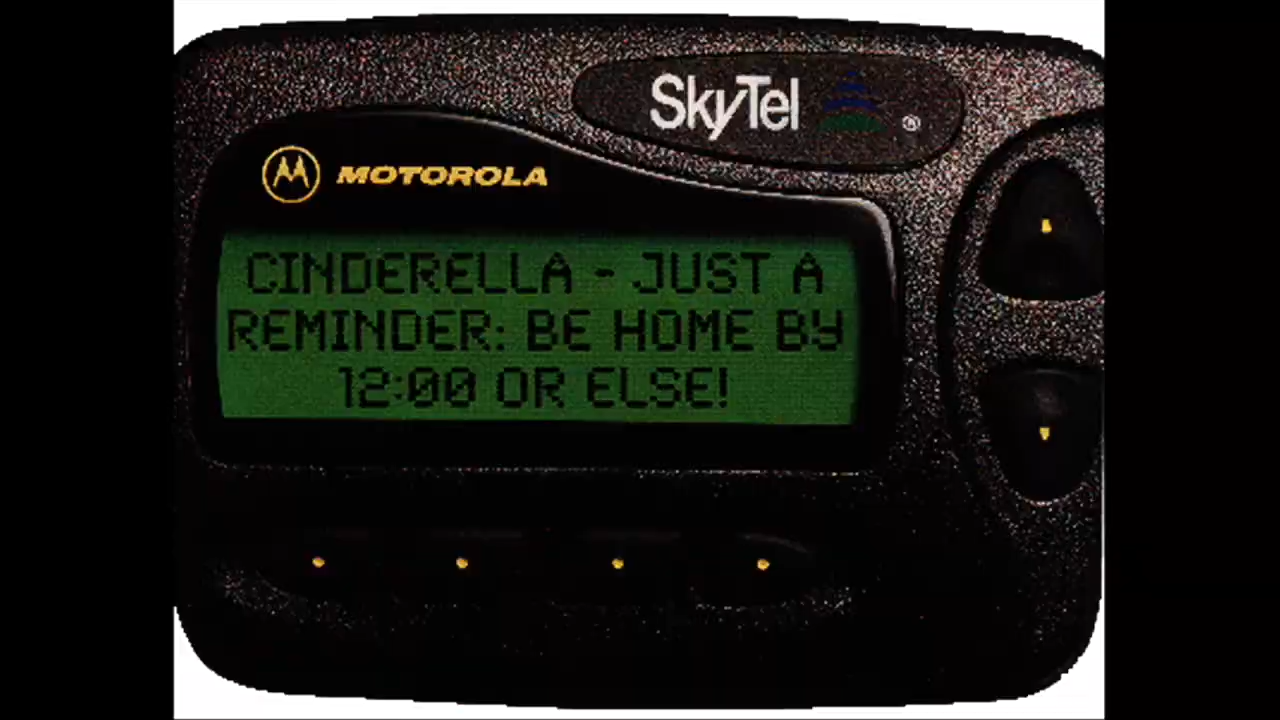 SkyTel ®
MOTOROLA
CINDERELLA - JUST A
REMINDER: BE HOME BY
12:00 OR ELSE!